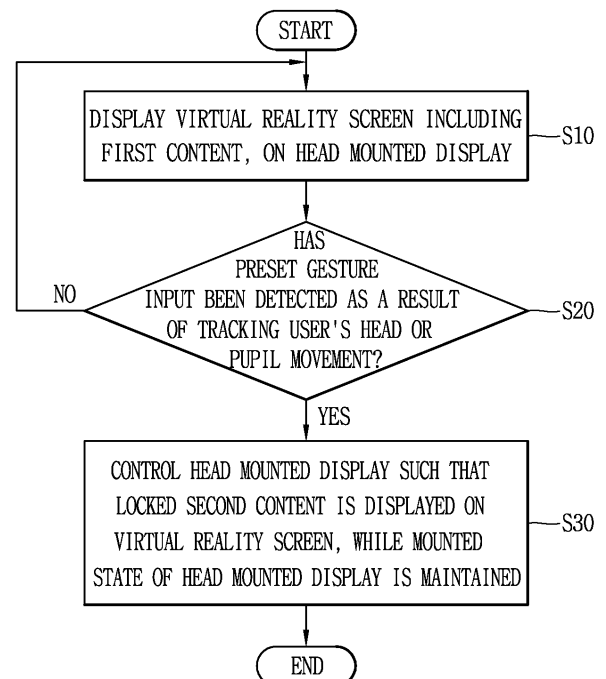 START
DISPLAY VIRTUAL REALITY SCREEN INCLUDING
FIRST CONTENT, ON HEAD MOUNTED DISPLAY
S10
HAS
PRESET GESTURE
INPUT BEEN DETECTED AS A RESULT
OF TRACKING USER'S HEAD OR
PUPIL MOVEMENT?
NO
S20
YES
CONTROL HEAD MOUNTED DISPLAY SUCH THAT
LOCKED SECOND CONTENT IS DISPLAYED ON
VIRTUAL REALITY SCREEN, WHILE MOUNTED
STATE OF HEAD MOUNTED DISPLAY IS MAINTAINED
S30
END